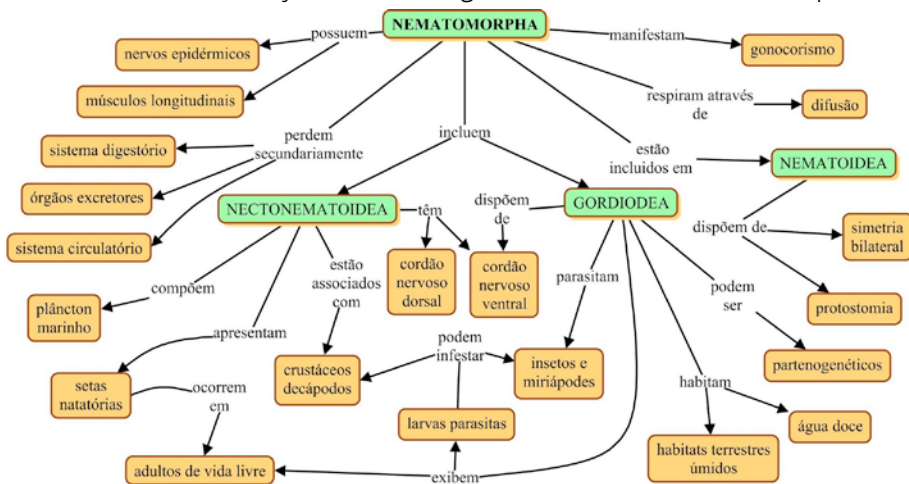 NEMATOMORPHA
possuem
manifestam
nervos epidérmicos
gonocorismo
músculos longitudinais
respiram através
de
difusão
perdem
secundariamente
incluem
estão
incluidos em
sistema digestório
NEMATOIDEA
órgãos excretores
NECTONEMATOIDEA
têm
dispõem
de
GORDIODEA
dispõem de
simetria
bilateral
sistema circulatório
estão
associados
com
cordão
nervoso
dorsal
cordão
nervoso
ventral
parasitam
podem
ser
compõem
plâncton
marinho
protostomia
apresentam
podem
infestar
setas
natatórias
ocorrem
em
crustáceos
decápodos
insetos e
miriápodes
partenogenéticos
habitam
larvas parasitas
água doce
habitats terrestres
úmidos
adultos de vida livre
exibem